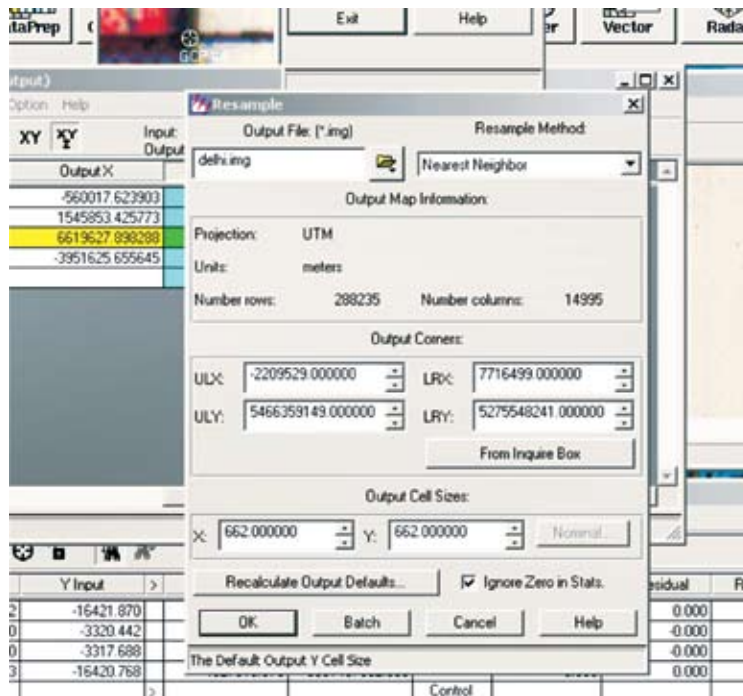 taPrep
Exit
Help
er
Vector
Rada
tput)
Option Help
XY
Input:
Output
Output X
-560017.623903
1545853.425773
6619627.898288
-3951625.655645
Resample
Output File: (*.img)
Resample Method:
delhi.img
Nearest Neighbor
Output Map Information:
Projection: UTM
Units: meters
Number rows: 288235 Number columns: 14995
Output Corners:
ULX: -2209529.000000 LRX: 7716499.000000
ULY: 5466359149.000000 LRY: 5275548241.000000
From Inquire Box
Output Cell Sizes:
X: 662.000000 Y: 662.000000 Nominal...
Recalculate Output Defaults... Ignore Zero in Stats.
OK Batch Cancel Help
The Default Output Y Cell Size
Y Input > esidual
-16421.870 0.000
-3320.442 -0.000
-3317.688 -0.000
-16420.768 0.000
> Control